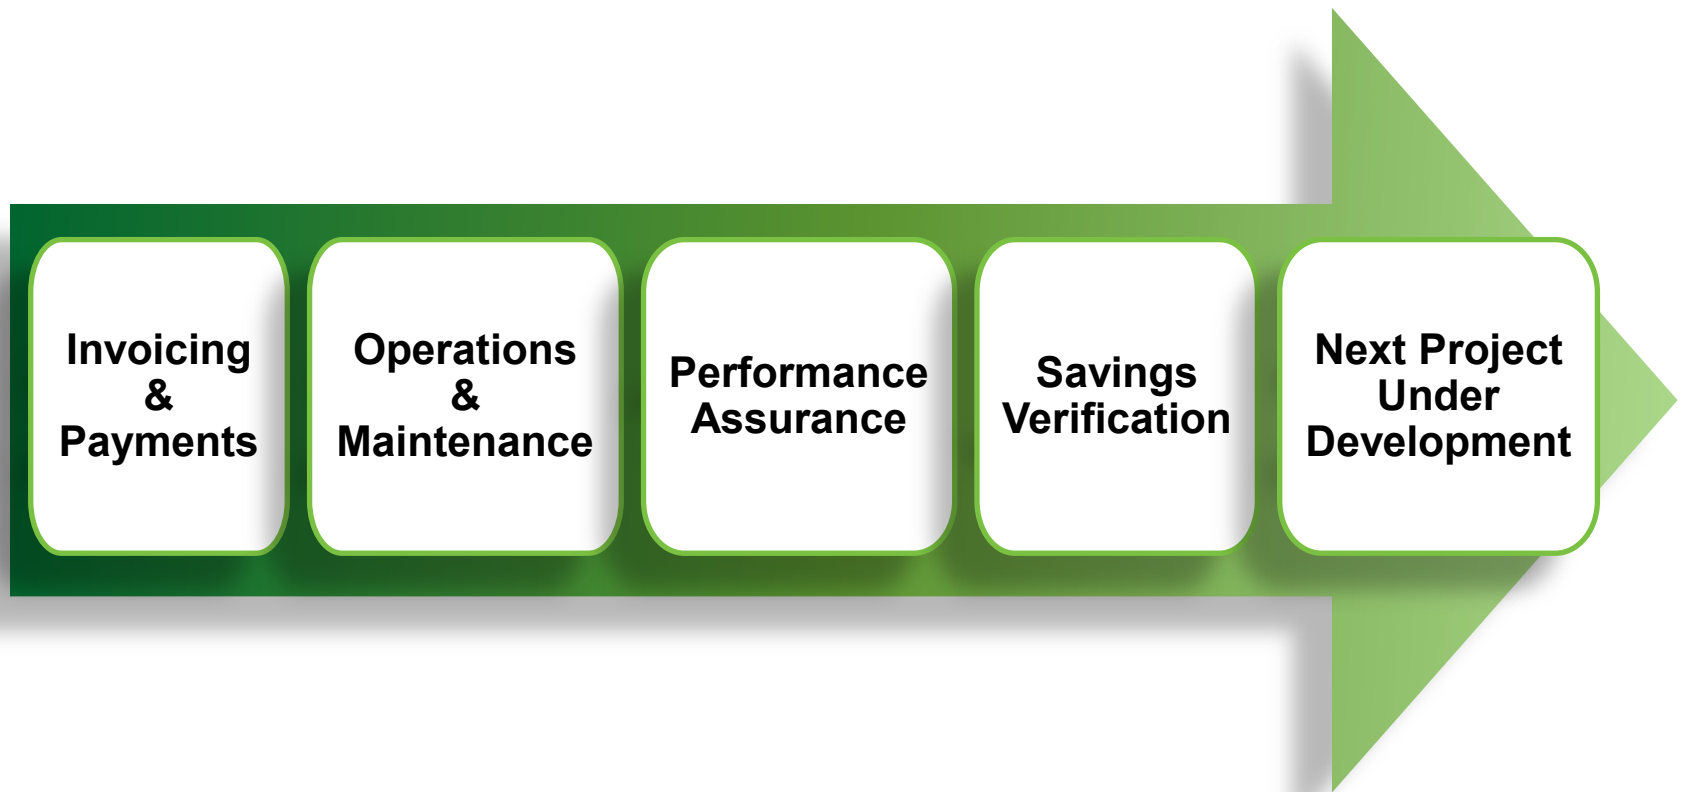 Invoicing
&
Payments
Operations
&
Maintenance
Performance
Assurance
Savings
Verification
Next Project
Under
Development